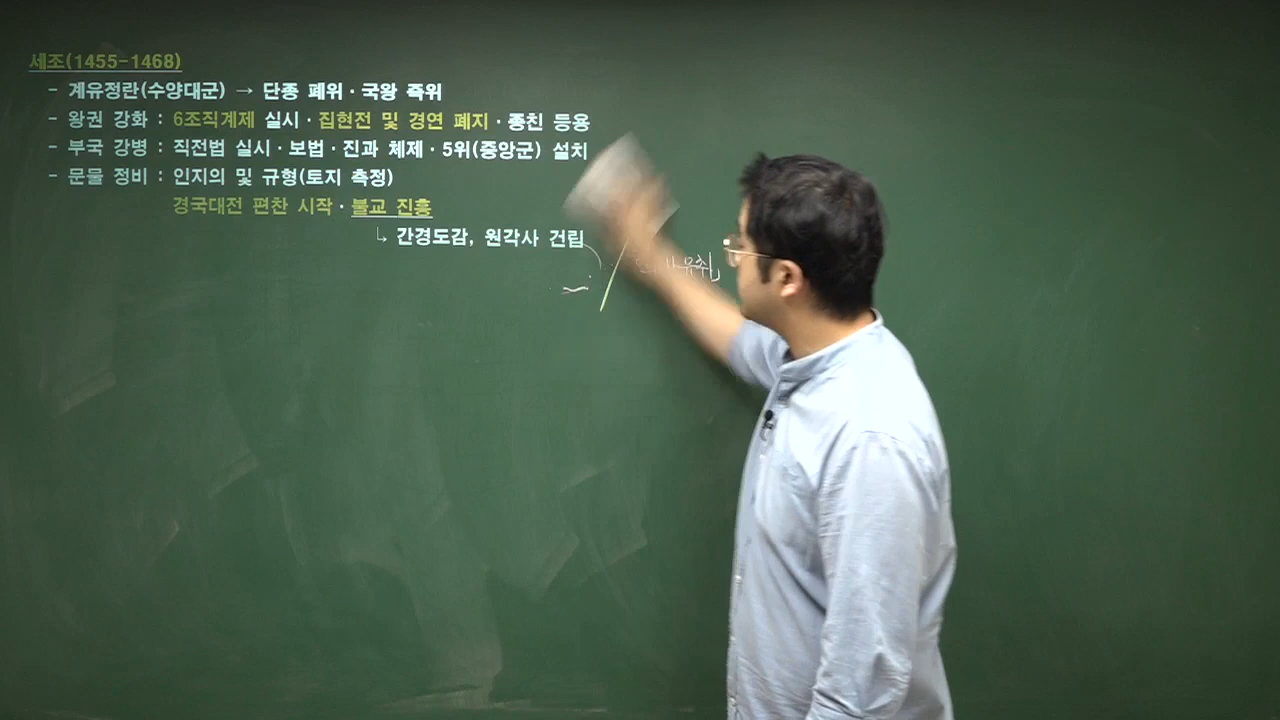 세조(1455-1468)
- 계유정란(수양대군) → 단종 폐위·국왕 즉위
- 왕권 강화 : 6조직계제 실시·집현전 및 경연 폐지·종친 등용
- 부국 강병 : 직전법 실시·보법·진과 체제·5위(중앙군) 설치
- 문물 정비 : 인지의 및 규형(토지 측정)
경국대전 편찬 시작·불교 진흥
↳ 간경도감, 원각사 건립